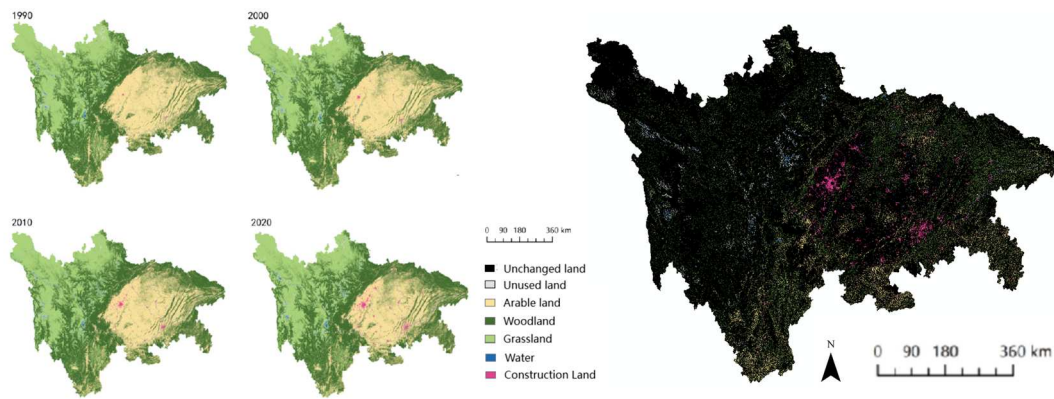 1990
2000
2010
2020
0 90 180 360 km
Unchanged land
Unused land
Arable land
Woodland
Grassland
Water
Construction Land
N
0 90 180 360 km